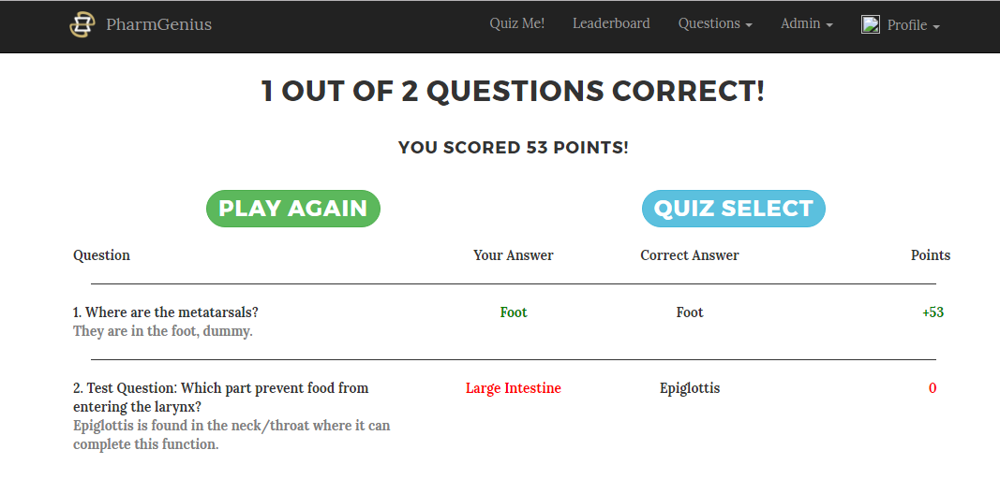 PharmGenius
Quiz Me!
Leaderboard
Questions
Admin
Profile
1 OUT OF 2 QUESTIONS CORRECT!
YOU SCORED 53 POINTS!
PLAY AGAIN
QUIZ SELECT
Question Your Answer Correct Answer Points
1. Where are the metatarsals? Foot Foot +53
They are in the foot, dummy.
2. Test Question: Which part prevent food from Large Intestine Epiglottis 0
entering the larynx?
Epiglottis is found in the neck/throat where it can
complete this function.